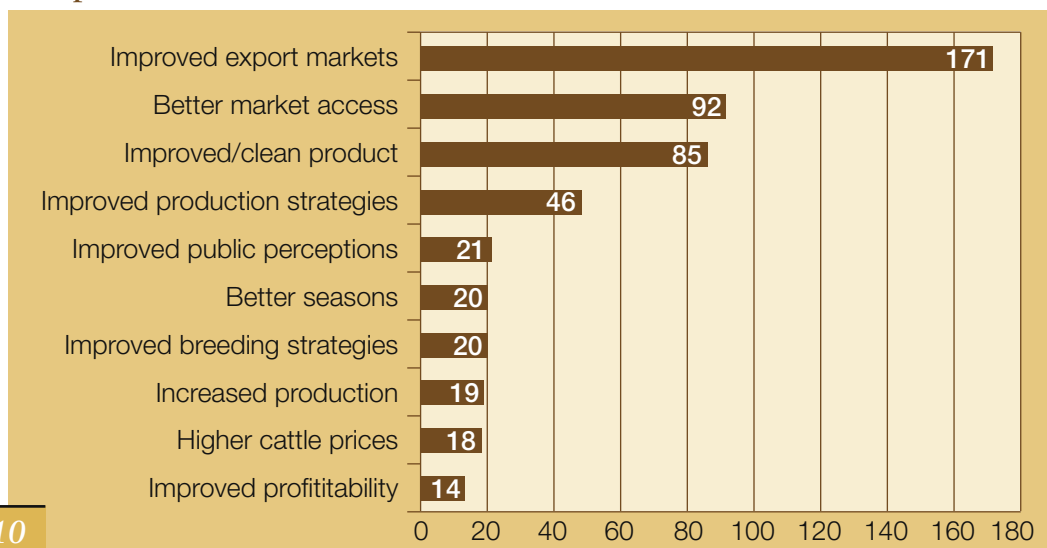 Improved export markets 171
Better market access 92
Improved/clean product 85
Improved production strategies 46
Improved public perceptions 21
Better seasons 20
Improved breeding strategies 20
Increased production 19
Higher cattle prices 18
Improved profititability 14
0 20 40 60 80 100 120 140 160 180
10